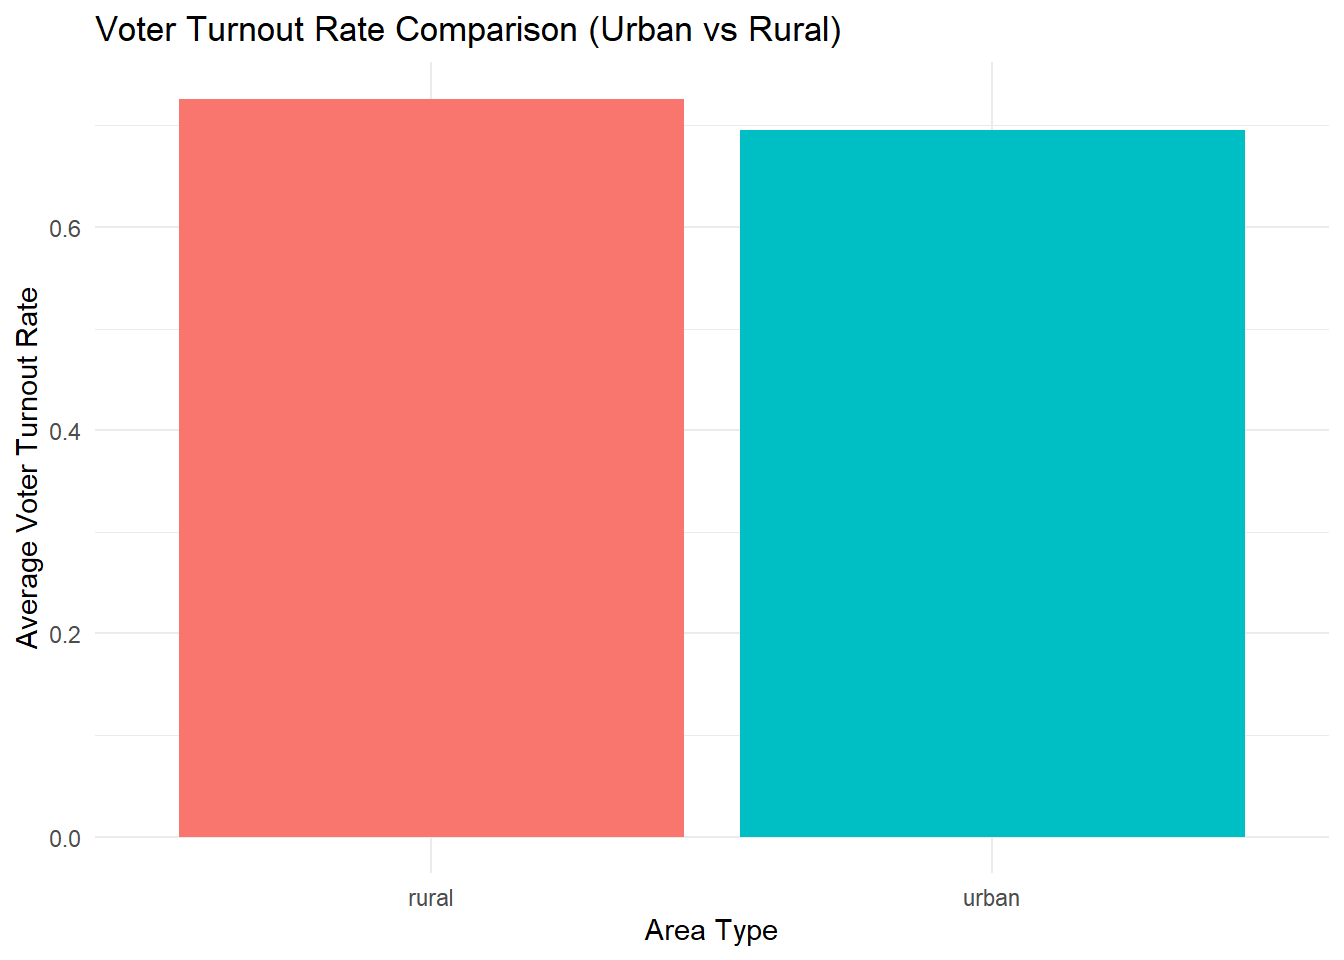 Voter Turnout Rate Comparison (Urban vs Rural)
Average Voter Turnout Rate
0.6
0.4
0.2
0.0
rural
urban
Area Type